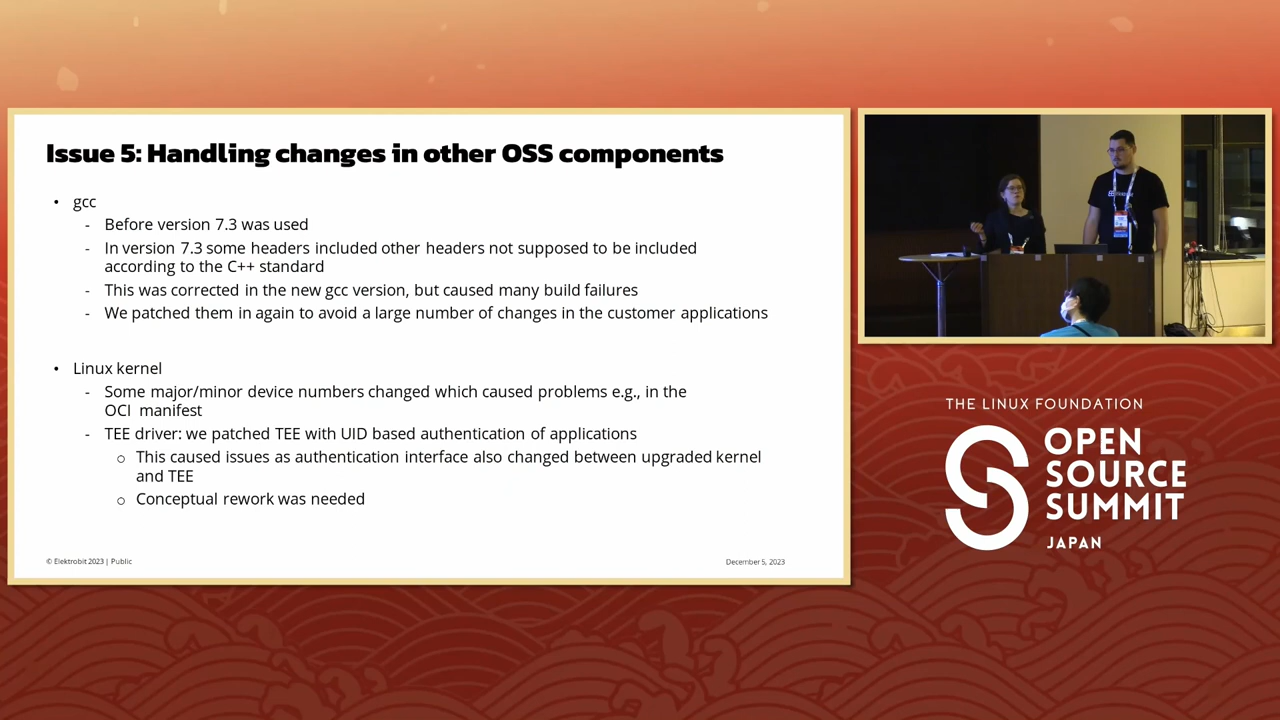 Issue 5: Handling changes in other OSS components
• gcc
- Before version 7.3 was used
- In version 7.3 some headers included other headers not supposed to be included
according to the C++ standard
- This was corrected in the new gcc version, but caused many build failures
- We patched them in again to avoid a large number of changes in the customer applications
• Linux kernel
- Some major/minor device numbers changed which caused problems e.g., in the
OCI manifest
- TEE driver: we patched TEE with UID based authentication of applications
o This caused issues as authentication interface also changed between upgraded kernel
and TEE
o Conceptual rework was needed
© Elektrobit 2023 | Public
December 5, 2023
THE LINUX FOUNDATION
OPEN
SOURCE
SUMMIT
JAPAN